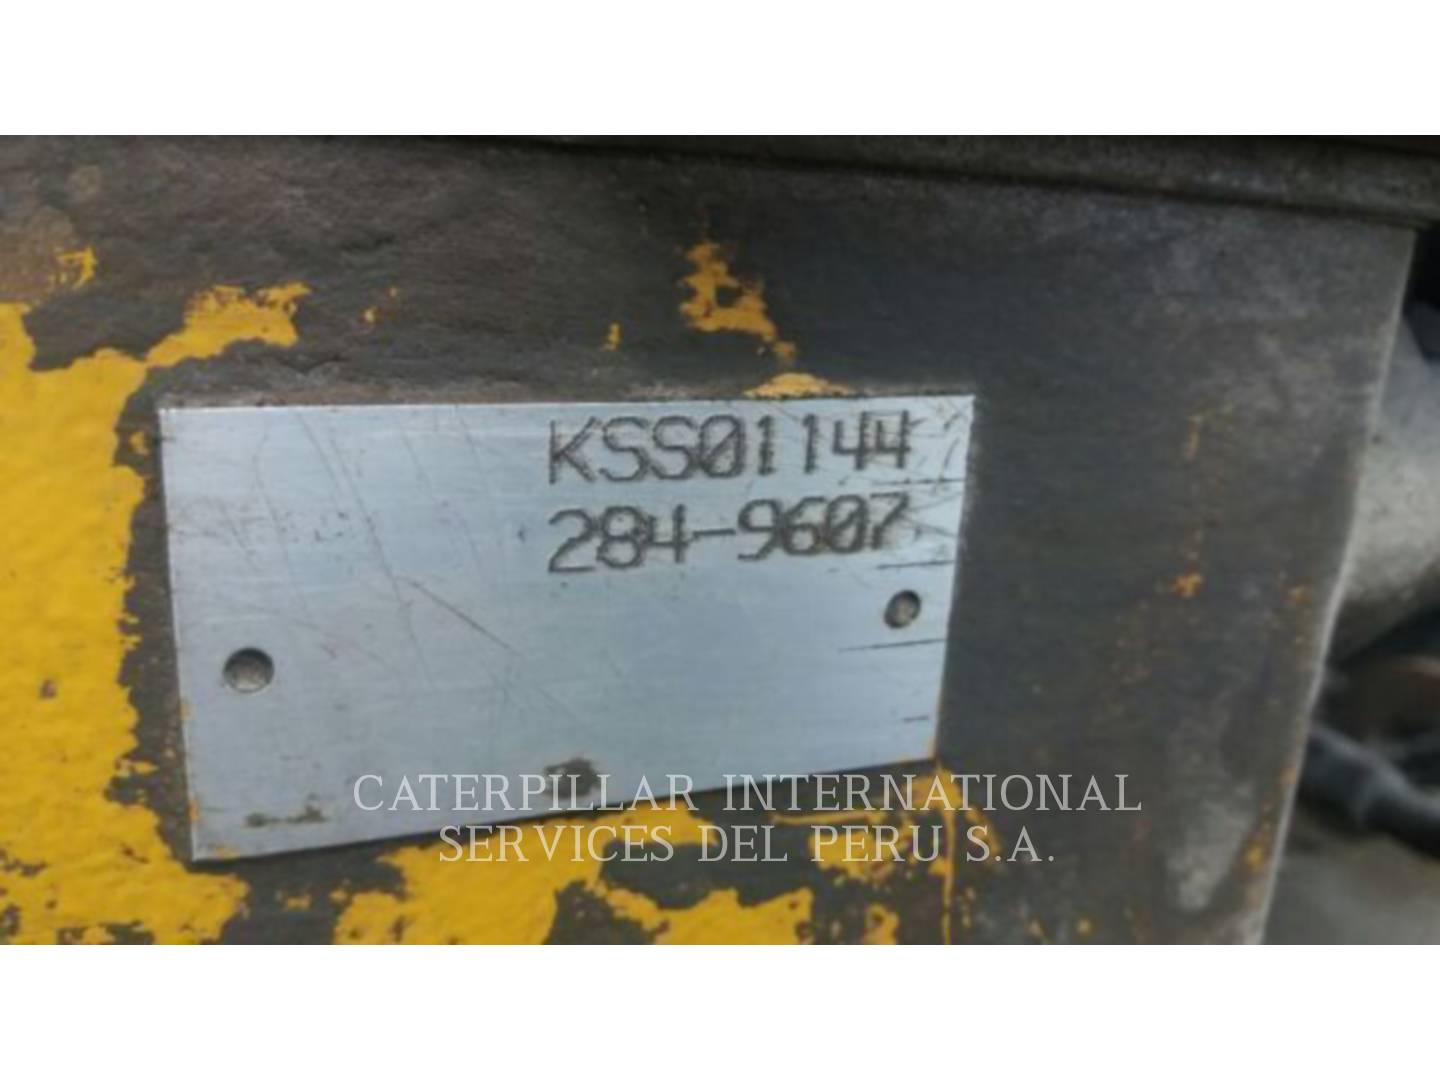 KSS01144
284-9607
CATERPILLAR INTERNATIONAL
SERVICES DEL PERU S.A.